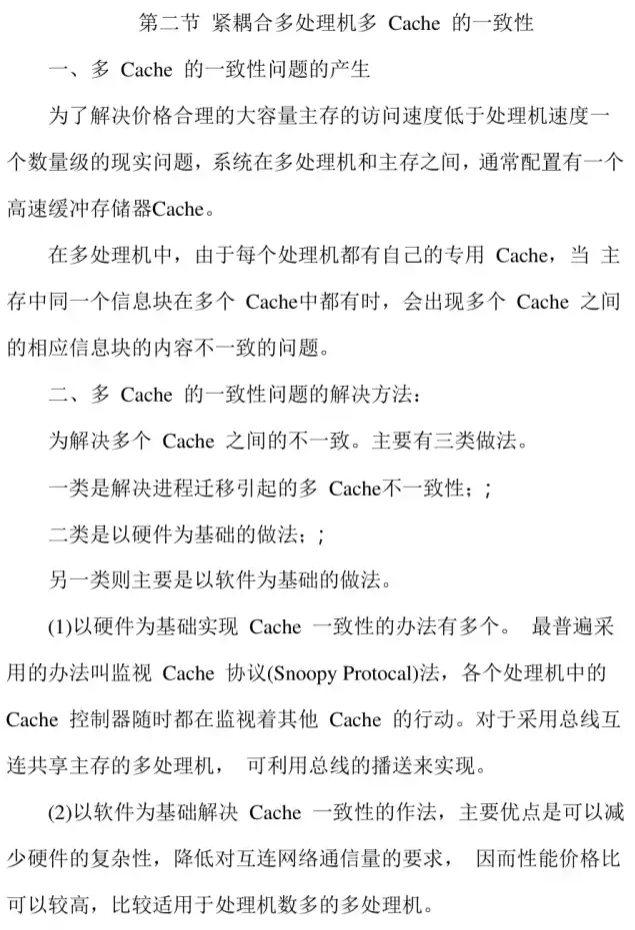 第二节 紧耦合多处理机多 Cache 的一致性
一、多 Cache 的一致性问题的产生
为了解决价格合理的大容量主存的访问速度低于处理机速度一
个数量级的现实问题，系统在多处理机和主存之间，通常配置有一个
高速缓冲存储器Cache。
在多处理机中，由于每个处理机都有自己的专用 Cache，当 主
存中同一个信息块在多个 Cache中都有时，会出现多个 Cache 之间
的相应信息块的内容不一致的问题。
二、多 Cache 的一致性问题的解决方法：
为解决多个 Cache 之间的不一致。主要有三类做法。
一类是解决进程迁移引起的多 Cache不一致性；;
二类是以硬件为基础的做法；;
另一类则主要是以软件为基础的做法。
(1)以硬件为基础实现 Cache 一致性的办法有多个。 最普遍采
用的办法叫监视 Cache 协议(Snoopy Protocal)法，各个处理机中的
Cache 控制器随时都在监视着其他 Cache 的行动。对于采用总线互
连共享主存的多处理机， 可利用总线的播送来实现。
(2)以软件为基础解决 Cache 一致性的作法，主要优点是可以减
少硬件的复杂性，降低对互连网络通信量的要求， 因而性能价格比
可以较高，比较适用于处理机数多的多处理机。